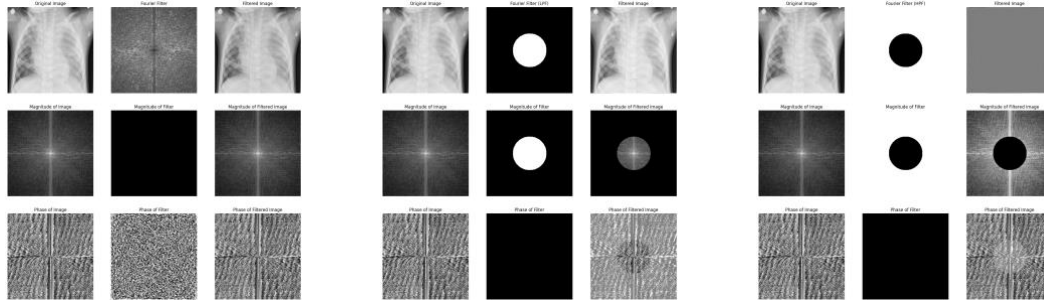 Original Image Fourier Filter Filtered Image Original Image Fourier Filter (LPF) Filtered Image Original Image Fourier Filter (HPF) Filtered Image
Magnitude of Image Magnitude of Filter Magnitude of Filtered Image Magnitude of Image Magnitude of Filter Magnitude of Filtered Image Magnitude of Image Magnitude of Filter Magnitude of Filtered Image
Phase of Image Phase of Filter Phase of Filtered Image Phase of Image Phase of Filter Phase of Filtered Image Phase of Image Phase of Filter Phase of Filtered Image